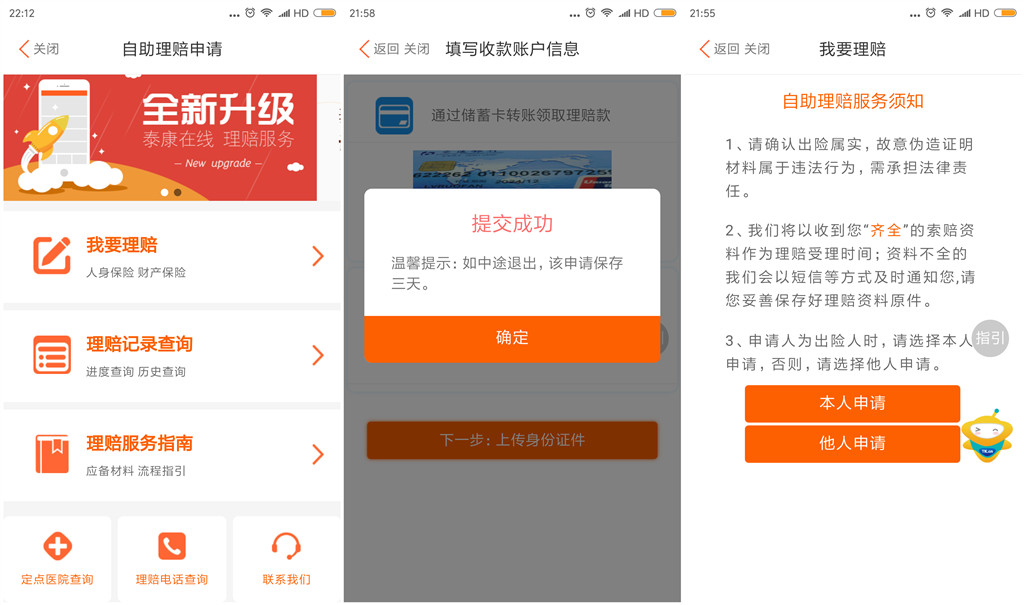 22:12
... HD
关闭
自助理赔申请
全新升级
泰康在线 理赔服务
– New upgrade –
我要理赔
人身保险 财产保险
理赔记录查询
进度查询 历史查询
理赔服务指南
应备材料 流程指引
定点医院查询
理赔电话查询
联系我们
21:58
... HD
返回 关闭
填写收款账户信息
通过储蓄卡转账领取理赔款
提交成功
温馨提示：如中途退出，该申请保存
三天。
确定
下一步：上传身份证件
21:55
... HD
返回 关闭
我要理赔
自助理赔服务须知
1、请确认出险属实，故意伪造证明
材料属于违法行为，需承担法律责
任。
2、我们将以收到您“齐全”的索赔资
料作为理赔受理时间；资料不全的
我们会以短信等方式及时通知您,请
您妥善保存好理赔资料原件。
3、申请人为出险人时，请选择本人
申请，否则，请选择他人申请。
指引
本人申请
他人申请